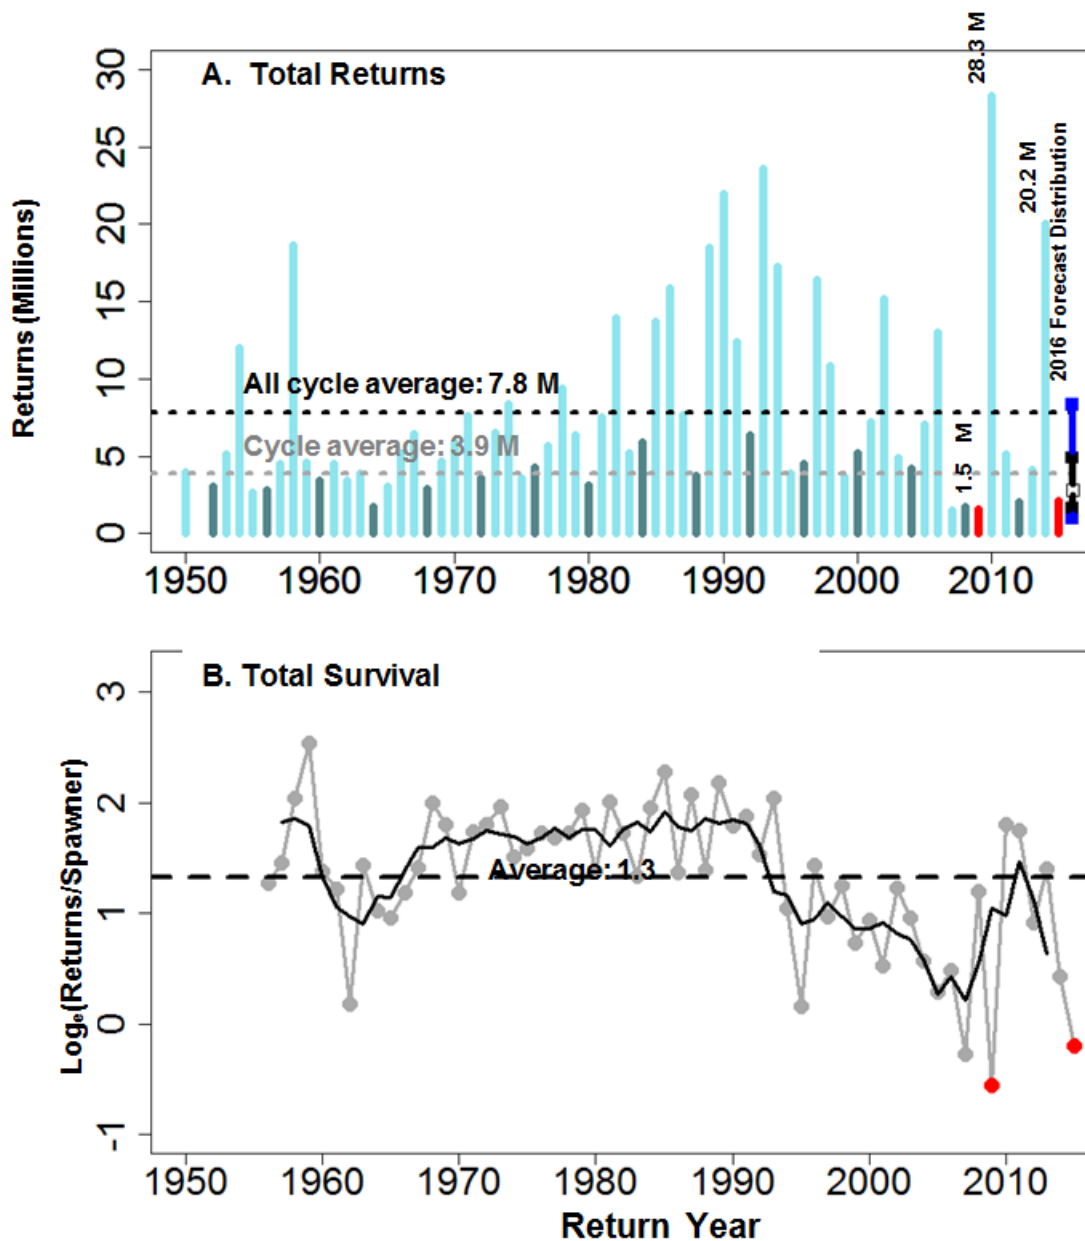 A. Total Returns
28.3 M
20.2 M
2016 Forecast Distribution
1.5 M
All cycle average: 7.8 M
Cycle average: 3.9 M
Returns (Millions)
30
25
20
15
10
5
0
1950 1960 1970 1980 1990 2000 2010
B. Total Survival
Average: 1.3
Logₑ(Returns/Spawner)
3
2
1
0
-1
1950 1960 1970 1980 1990 2000 2010
Return Year